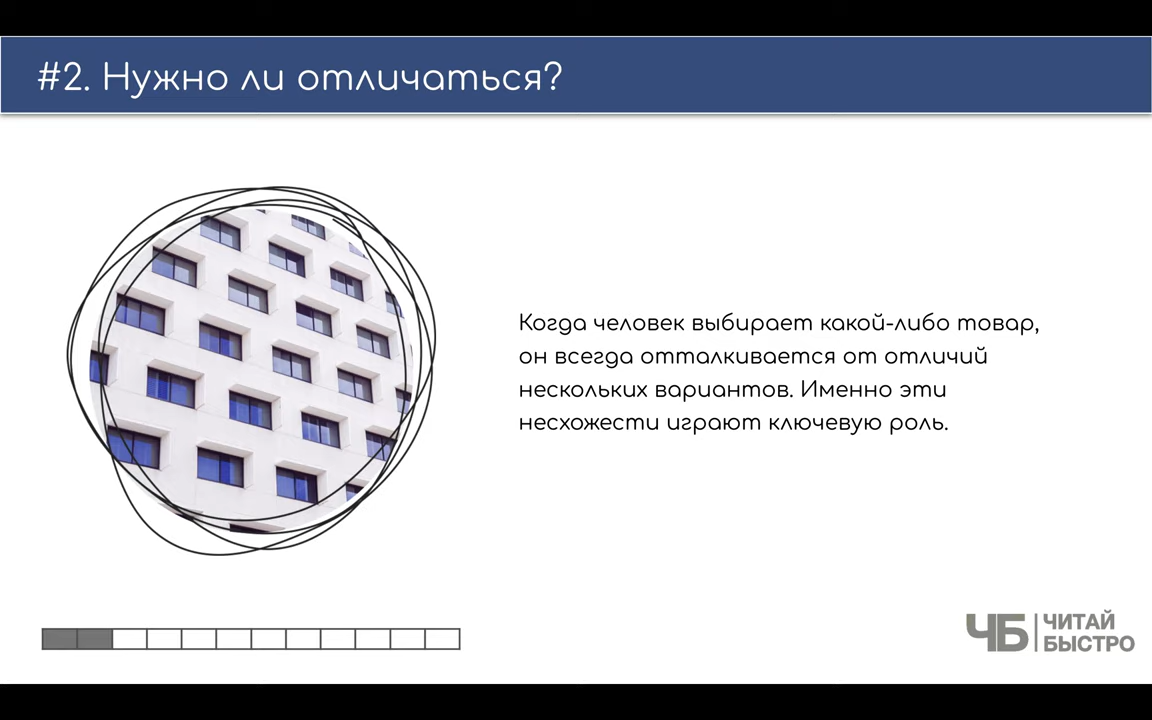 #2. Нужно ли отличаться?
Когда человек выбирает какой-либо товар,
он всегда отталкивается от отличий
нескольких вариантов. Именно эти
несхожести играют ключевую роль.
ЧБ
ЧИТАЙ
БЫСТРО